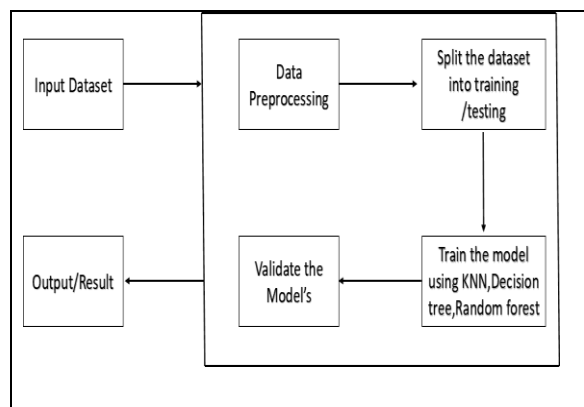 Input Dataset
Data
Preprocessing
Split the dataset
into training
/testing
Train the model
using KNN,Decision
tree,Random forest
Validate the
Model's
Output/Result